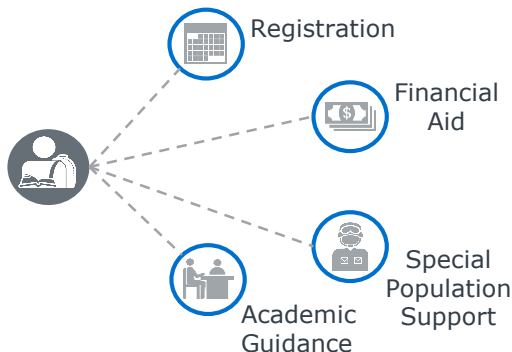 Registration
Financial
Aid
Special
Population
Support
Academic
Guidance